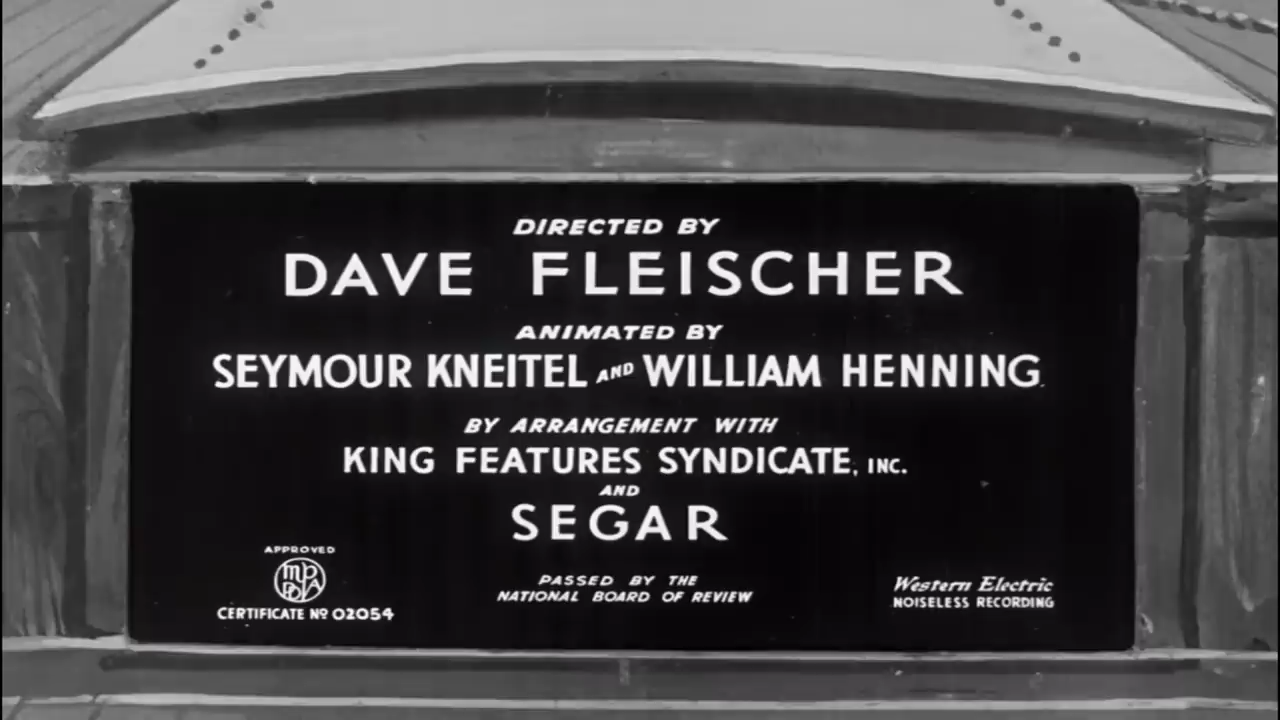 DIRECTED BY
DAVE FLEISCHER
ANIMATED BY
SEYMOUR KNEITEL AND WILLIAM HENNING.
BY ARRANGEMENT WITH
KING FEATURES SYNDICATE, INC.
AND
SEGAR
APPROVED
MPPDA
CERTIFICATE Nº 02054
PASSED BY THE
NATIONAL BOARD OF REVIEW
Western Electric
NOISELESS RECORDING